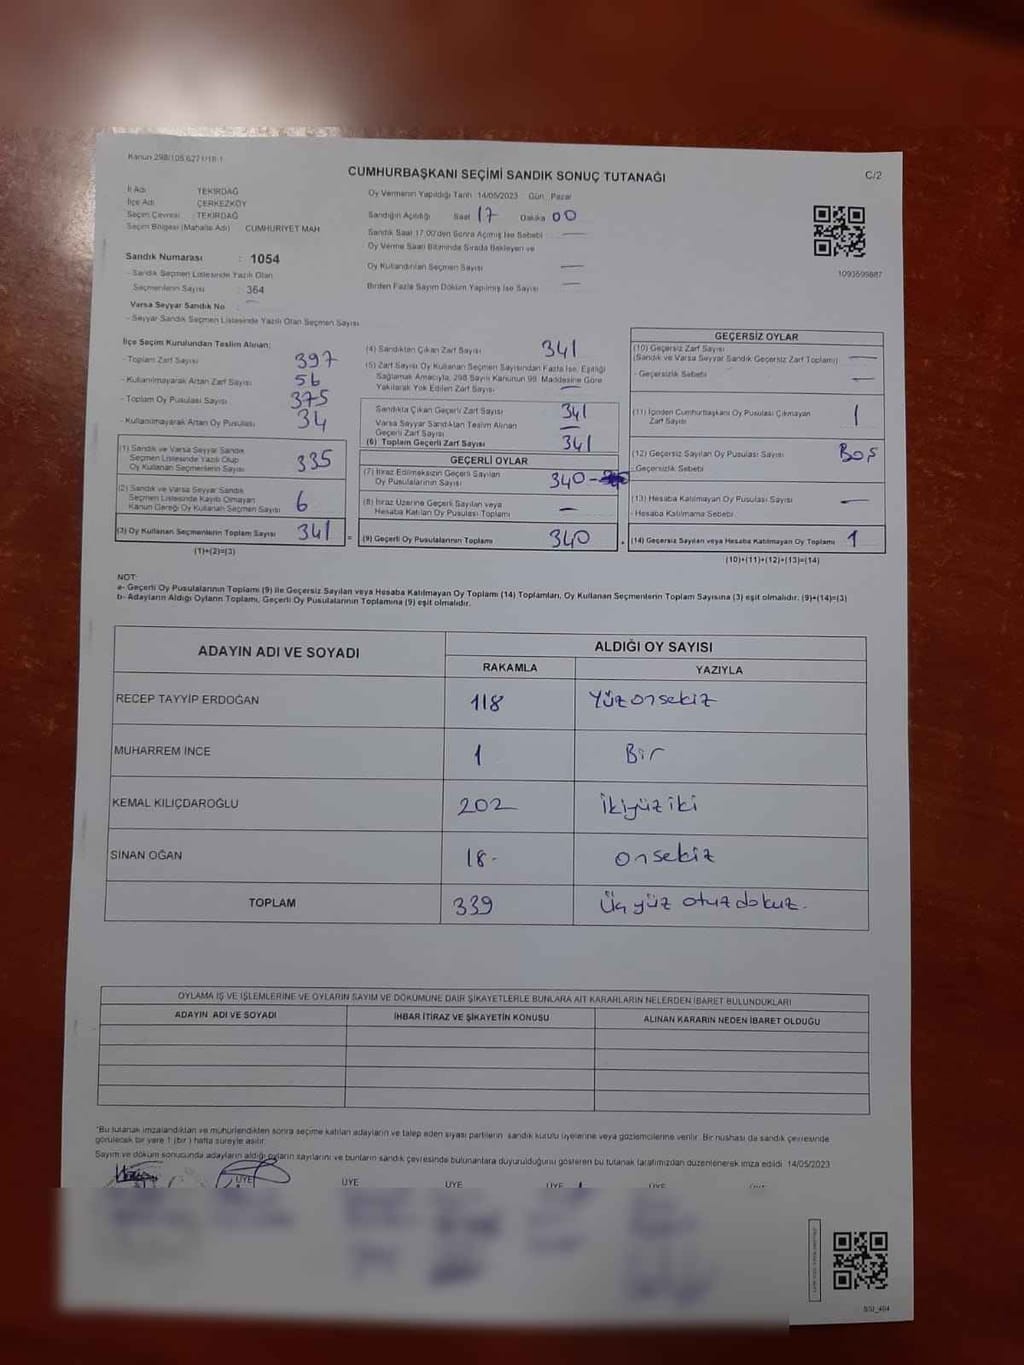 Kanun 298/105,6271/18-1
CUMHURBAŞKANI SEÇİMİ SANDIK SONUÇ TUTANAĞI
C/2
İl Adı TEKİRDAĞ
İlçe Adı ÇERKEZKÖY
Seçim Çevresi : TEKİRDAĞ
Seçim Bölgesi (Mahalle Adı) CUMHURİYET MAH
Oy Vermenin Yapıldığı Tarih 14/05/2023 Gün : Pazar
Sandığın Açıldığı Saat 17 Dakika 00
Sandık Saat 17.00'den Sonra Açılmış İse Sebebi —
Oy Verme Saati Bitiminde Sırada Bekleyen ve
Oy Kullandırılan Seçmen Sayısı —
Birden Fazla Sayım Döküm Yapılmış İse Sayısı —
1093599887
Sandık Numarası : 1054
- Sandık Seçmen Listesinde Yazılı Olan
Seçmenlerin Sayısı : 364
Varsa Seyyar Sandık No : —
- Seyyar Sandık Seçmen Listesinde Yazılı Olan Seçmen Sayısı
İlçe Seçim Kurulundan Teslim Alınan:
- Toplam Zarf Sayısı 397
- Kullanılmayarak Artan Zarf Sayısı 56
- Toplam Oy Pusulası Sayısı 375
- Kullanılmayarak Artan Oy Pusulası 34
(1) Sandık ve Varsa Seyyar Sandık
Seçmen Listesinde Yazılı Olup
Oy Kullanan Seçmenlerin Sayısı 335
(2) Sandık ve Varsa Seyyar Sandık
Seçmen Listesinde Kayıtlı Olmayan
Kanun Gereği Oy Kullanan Seçmen Sayısı 6
(3) Oy Kullanan Seçmenlerin Toplam Sayısı 341
(1)+(2)=(3)
(4) Sandıktan Çıkan Zarf Sayısı 341
(5) Zarf Sayısı Oy Kullanan Seçmen Sayısından Fazla İse, Eşitliği
Sağlamak Amacıyla, 298 Sayılı Kanunun 98. Maddesine Göre
Yakılarak Yok Edilen Zarf Sayısı —
Sandıkta Çıkan Geçerli Zarf Sayısı 341
Varsa Seyyar Sandıktan Teslim Alınan
Geçerli Zarf Sayısı —
(6) Toplam Geçerli Zarf Sayısı 341
GEÇERLİ OYLAR
(7) İtiraz Edilmeksizin Geçerli Sayılan
Oy Pusulalarının Sayısı 340-
(8) İtiraz Üzerine Geçerli Sayılan veya
Hesaba Katılan Oy Pusulası Toplamı —
= (9) Geçerli Oy Pusulalarının Toplamı 340
GEÇERSİZ OYLAR
(10) Geçersiz Zarf Sayısı
(Sandık ve Varsa Seyyar Sandık Geçersiz Zarf Toplamı) —
- Geçersizlik Sebebi —
(11) İçinden Cumhurbaşkanı Oy Pusulası Çıkmayan
Zarf Sayısı 1
(12) Geçersiz Sayılan Oy Pusulası Sayısı BOŞ
- Geçersizlik Sebebi
(13) Hesaba Katılmayan Oy Pusulası Sayısı —
- Hesaba Katılmama Sebebi
(14) Geçersiz Sayılan veya Hesaba Katılmayan Oy Toplamı 1
(10)+(11)+(12)+(13)=(14)
NOT:
a- Geçerli Oy Pusulalarının Toplamı (9) ile Geçersiz Sayılan veya Hesaba Katılmayan Oy Toplamı (14) Toplamları, Oy Kullanan Seçmenlerin Toplam Sayısına (3) eşit olmalıdır. (9)+(14)=(3)
b- Adayların Aldığı Oyların Toplamı, Geçerli Oy Pusulalarının Toplamına (9) eşit olmalıdır.
ADAYIN ADI VE SOYADI ALDIĞI OY SAYISI
RAKAMLA YAZIYLA
RECEP TAYYİP ERDOĞAN 118 Yüzonsekiz
MUHARREM İNCE 1 Bir
KEMAL KILIÇDAROĞLU 202 İkiyüziki
SİNAN OĞAN 18- onsekiz
TOPLAM 339 Üçyüz otuzdokuz.
OYLAMA İŞ VE İŞLEMLERİNE VE OYLARIN SAYIM VE DÖKÜMÜNE DAİR ŞİKAYETLERLE BUNLARA AİT KARARLARIN NELERDEN İBARET BULUNDUKLARI
ADAYIN ADI VE SOYADI İHBAR İTİRAZ VE ŞİKAYETİN KONUSU ALINAN KARARIN NEDEN İBARET OLDUĞU
*Bu tutanak imzalandıktan ve mühürlendikten sonra seçime katılan adayların ve talep eden siyasi partilerin sandık kurulu üyelerine veya gözlemcilerine verilir. Bir nüshası da sandık çevresinde
görülecek bir yere 1 (bir) hafta süreyle asılır.
Sayım ve döküm sonucunda adayların aldığı oyların sayılarını ve bunların sandık çevresinde bulunanlara duyurulduğunu gösteren bu tutanak tarafımızdan düzenlenerek imza edildi. 14/05/2023
ÜYE ÜYE ÜYE ÜYE ÜYE